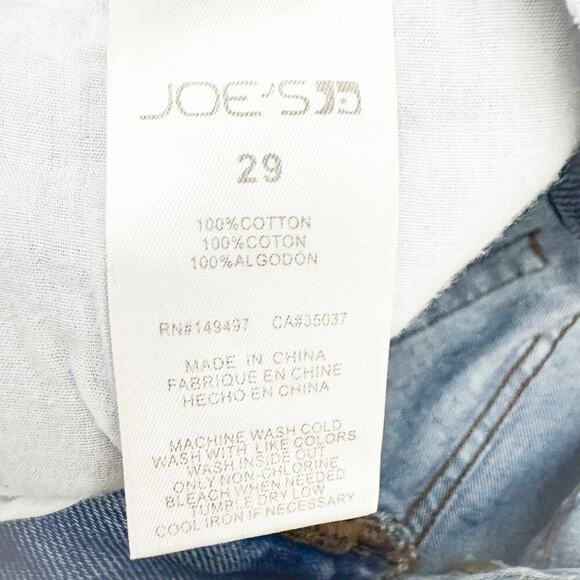 JOE'S
29
100%COTTON
100%COTON
100%ALGODON
RN#149497 CA#35037
MADE IN CHINA
FABRIQUE EN CHINE
HECHO EN CHINA
MACHINE WASH COLD
WASH WITH LIKE COLORS
WASH INSIDE OUT
ONLY NON-CHLORINE
BLEACH WHEN NEEDED
TUMBLE DRY LOW
COOL IRON IF NECESSARY